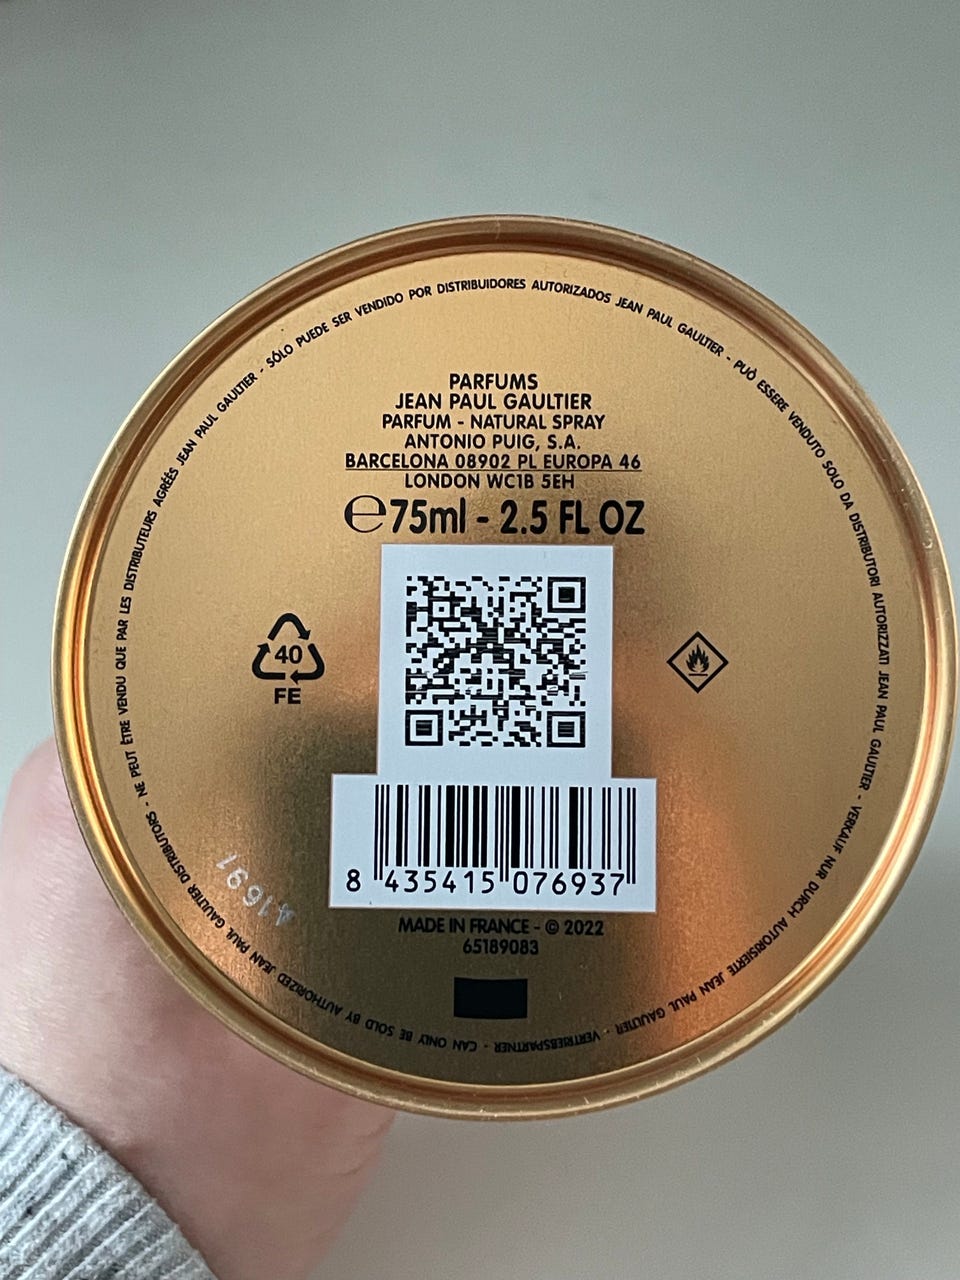 SÓLO PUEDE SER VENDIDO POR DISTRIBUIDORES AUTORIZADOS JEAN PAUL GAULTIER - PUÒ ESSERE VENDUTO SOLO DA DISTRIBUTORI AUTORIZZATI JEAN PAUL GAULTIER - VERKAUF NUR DURCH AUTORISIERTE JEAN PAUL GAULTIER - VERTRIEBSPARTNER - CAN ONLY BE SOLD BY AUTHORIZED JEAN PAUL GAULTIER DISTRIBUTORS - NE PEUT ÊTRE VENDU QUE PAR LES DISTRIBUTEURS AGRÉÉS JEAN PAUL GAULTIER -
PARFUMS
JEAN PAUL GAULTIER
PARFUM - NATURAL SPRAY
ANTONIO PUIG, S.A.
BARCELONA 08902 PL EUROPA 46
LONDON WC1B 5EH
℮75ml - 2.5 FL OZ
40
FE
8 435415 076937
41691
MADE IN FRANCE - © 2022
65189083